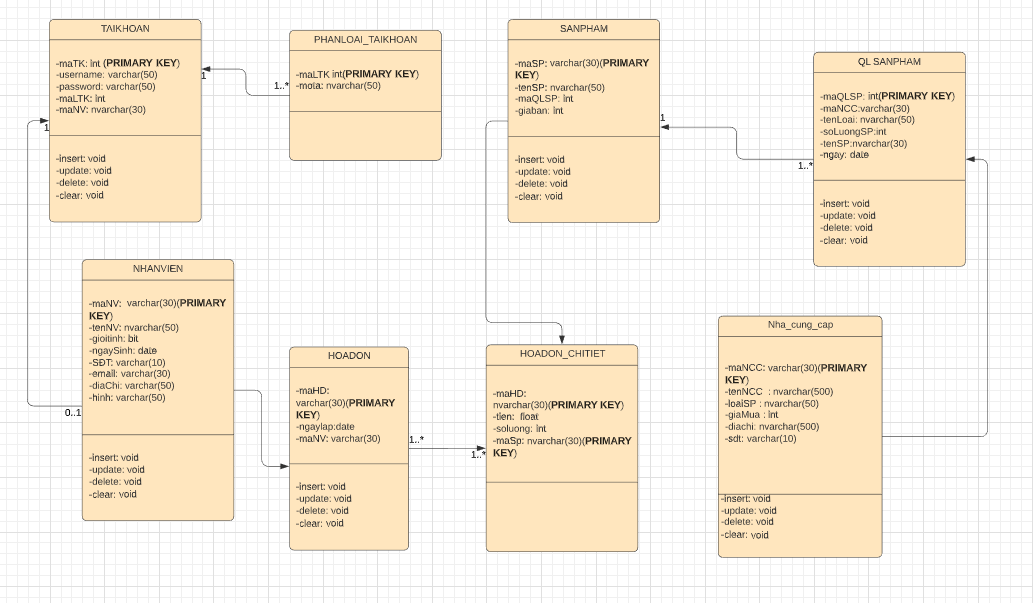 TAIKHOAN
-maTK: int (PRIMARY KEY)
-username: varchar(50)
-password: varchar(50)
-maLTK: int
-maNV: nvarchar(30)
-insert: void
-update: void
-delete: void
-clear: void
1
1
PHANLOAI_TAIKHOAN
-maLTK int(PRIMARY KEY)
-mota: nvarchar(50)
1..*
SANPHAM
-maSP: varchar(30)(PRIMARY
KEY)
-tenSP: nvarchar(50)
-maQLSP: int
-giaban: int
-insert: void
-update: void
-delete: void
-clear: void
1
QL SANPHAM
-maQLSP: int(PRIMARY KEY)
-maNCC:varchar(30)
-tenLoai: nvarchar(50)
-soLuongSP:int
-tenSP:nvarchar(30)
-ngay: date
-insert: void
-update: void
-delete: void
-clear: void
1..*
NHANVIEN
-maNV: varchar(30)(PRIMARY
KEY)
-tenNV: nvarchar(50)
-gioitinh: bit
-ngaySinh: date
-SĐT: varchar(10)
-email: varchar(30)
-diaChi: varchar(50)
-hinh: varchar(50)
-insert: void
-update: void
-delete: void
-clear: void
0..1
HOADON
-maHD:
varchar(30)(PRIMARY
KEY)
-ngaylap:date
-maNV: varchar(30)
-insert: void
-update: void
-delete: void
-clear: void
1..*
1..*
HOADON_CHITIET
-maHD:
nvarchar(30)(PRIMARY KEY)
-tien: float
-soluong: int
-maSp: nvarchar(30)(PRIMARY
KEY)
Nha_cung_cap
-maNCC: varchar(30)(PRIMARY
KEY)
-tenNCC : nvarchar(500)
-loaiSP : nvarchar(50)
-giaMua : int
-diachi: nvarchar(500)
-sdt: varchar(10)
-insert: void
-update: void
-delete: void
-clear: void